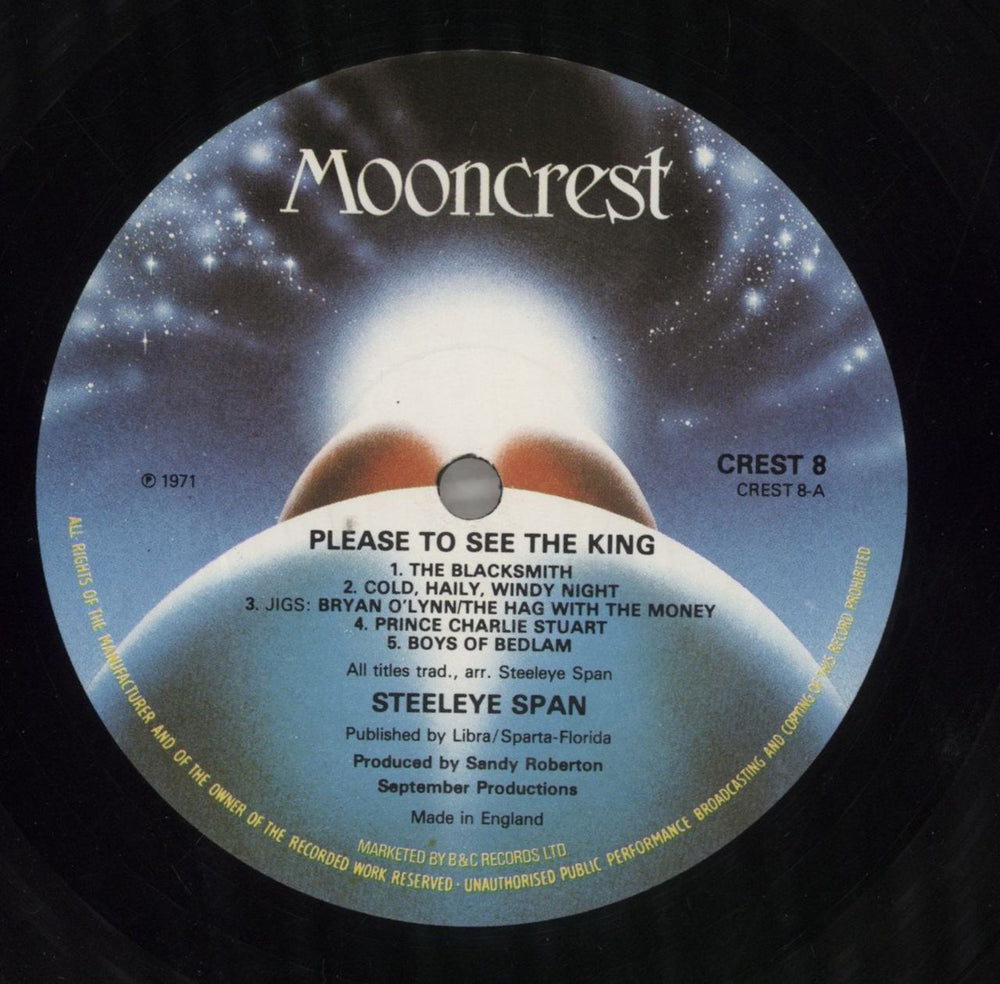 Mooncrest
℗ 1971
CREST 8
CREST 8-A
PLEASE TO SEE THE KING
1. THE BLACKSMITH
2. COLD, HAILY, WINDY NIGHT
3. JIGS: BRYAN O'LYNN/THE HAG WITH THE MONEY
4. PRINCE CHARLIE STUART
5. BOYS OF BEDLAM
All titles trad., arr. Steeleye Span
STEELEYE SPAN
Published by Libra/Sparta-Florida
Produced by Sandy Roberton
September Productions
Made in England
MARKETED BY B&C RECORDS LTD
ALL RIGHTS OF THE MANUFACTURER AND OF THE OWNER OF THE RECORDED WORK RESERVED · UNAUTHORISED PUBLIC PERFORMANCE BROADCASTING AND COPYING OF THIS RECORD PROHIBITED